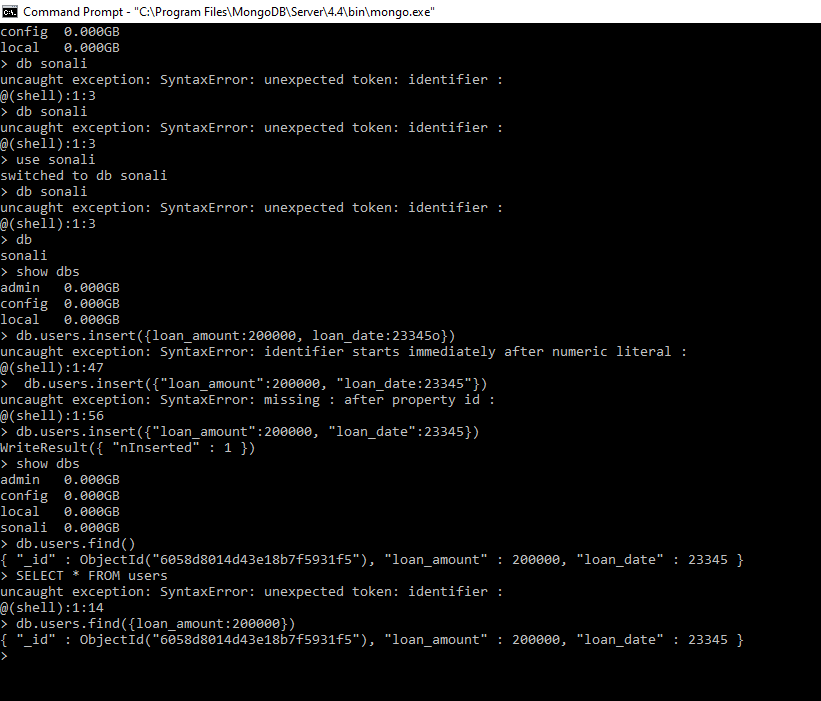 Command Prompt - "C:\Program Files\MongoDB\Server\4.4\bin\mongo.exe"
config  0.000GB
local   0.000GB
> db sonali
uncaught exception: SyntaxError: unexpected token: identifier :
@(shell):1:3
> db sonali
uncaught exception: SyntaxError: unexpected token: identifier :
@(shell):1:3
> use sonali
switched to db sonali
> db sonali
uncaught exception: SyntaxError: unexpected token: identifier :
@(shell):1:3
> db
sonali
> show dbs
admin   0.000GB
config  0.000GB
local   0.000GB
> db.users.insert({loan_amount:200000, loan_date:23345o})
uncaught exception: SyntaxError: identifier starts immediately after numeric literal :
@(shell):1:47
>  db.users.insert({"loan_amount":200000, "loan_date:23345"})
uncaught exception: SyntaxError: missing : after property id :
@(shell):1:56
> db.users.insert({"loan_amount":200000, "loan_date":23345})
WriteResult({ "nInserted" : 1 })
> show dbs
admin   0.000GB
config  0.000GB
local   0.000GB
sonali  0.000GB
> db.users.find()
{ "_id" : ObjectId("6058d8014d43e18b7f5931f5"), "loan_amount" : 200000, "loan_date" : 23345 }
> SELECT * FROM users
uncaught exception: SyntaxError: unexpected token: identifier :
@(shell):1:14
> db.users.find({loan_amount:200000})
{ "_id" : ObjectId("6058d8014d43e18b7f5931f5"), "loan_amount" : 200000, "loan_date" : 23345 }
>